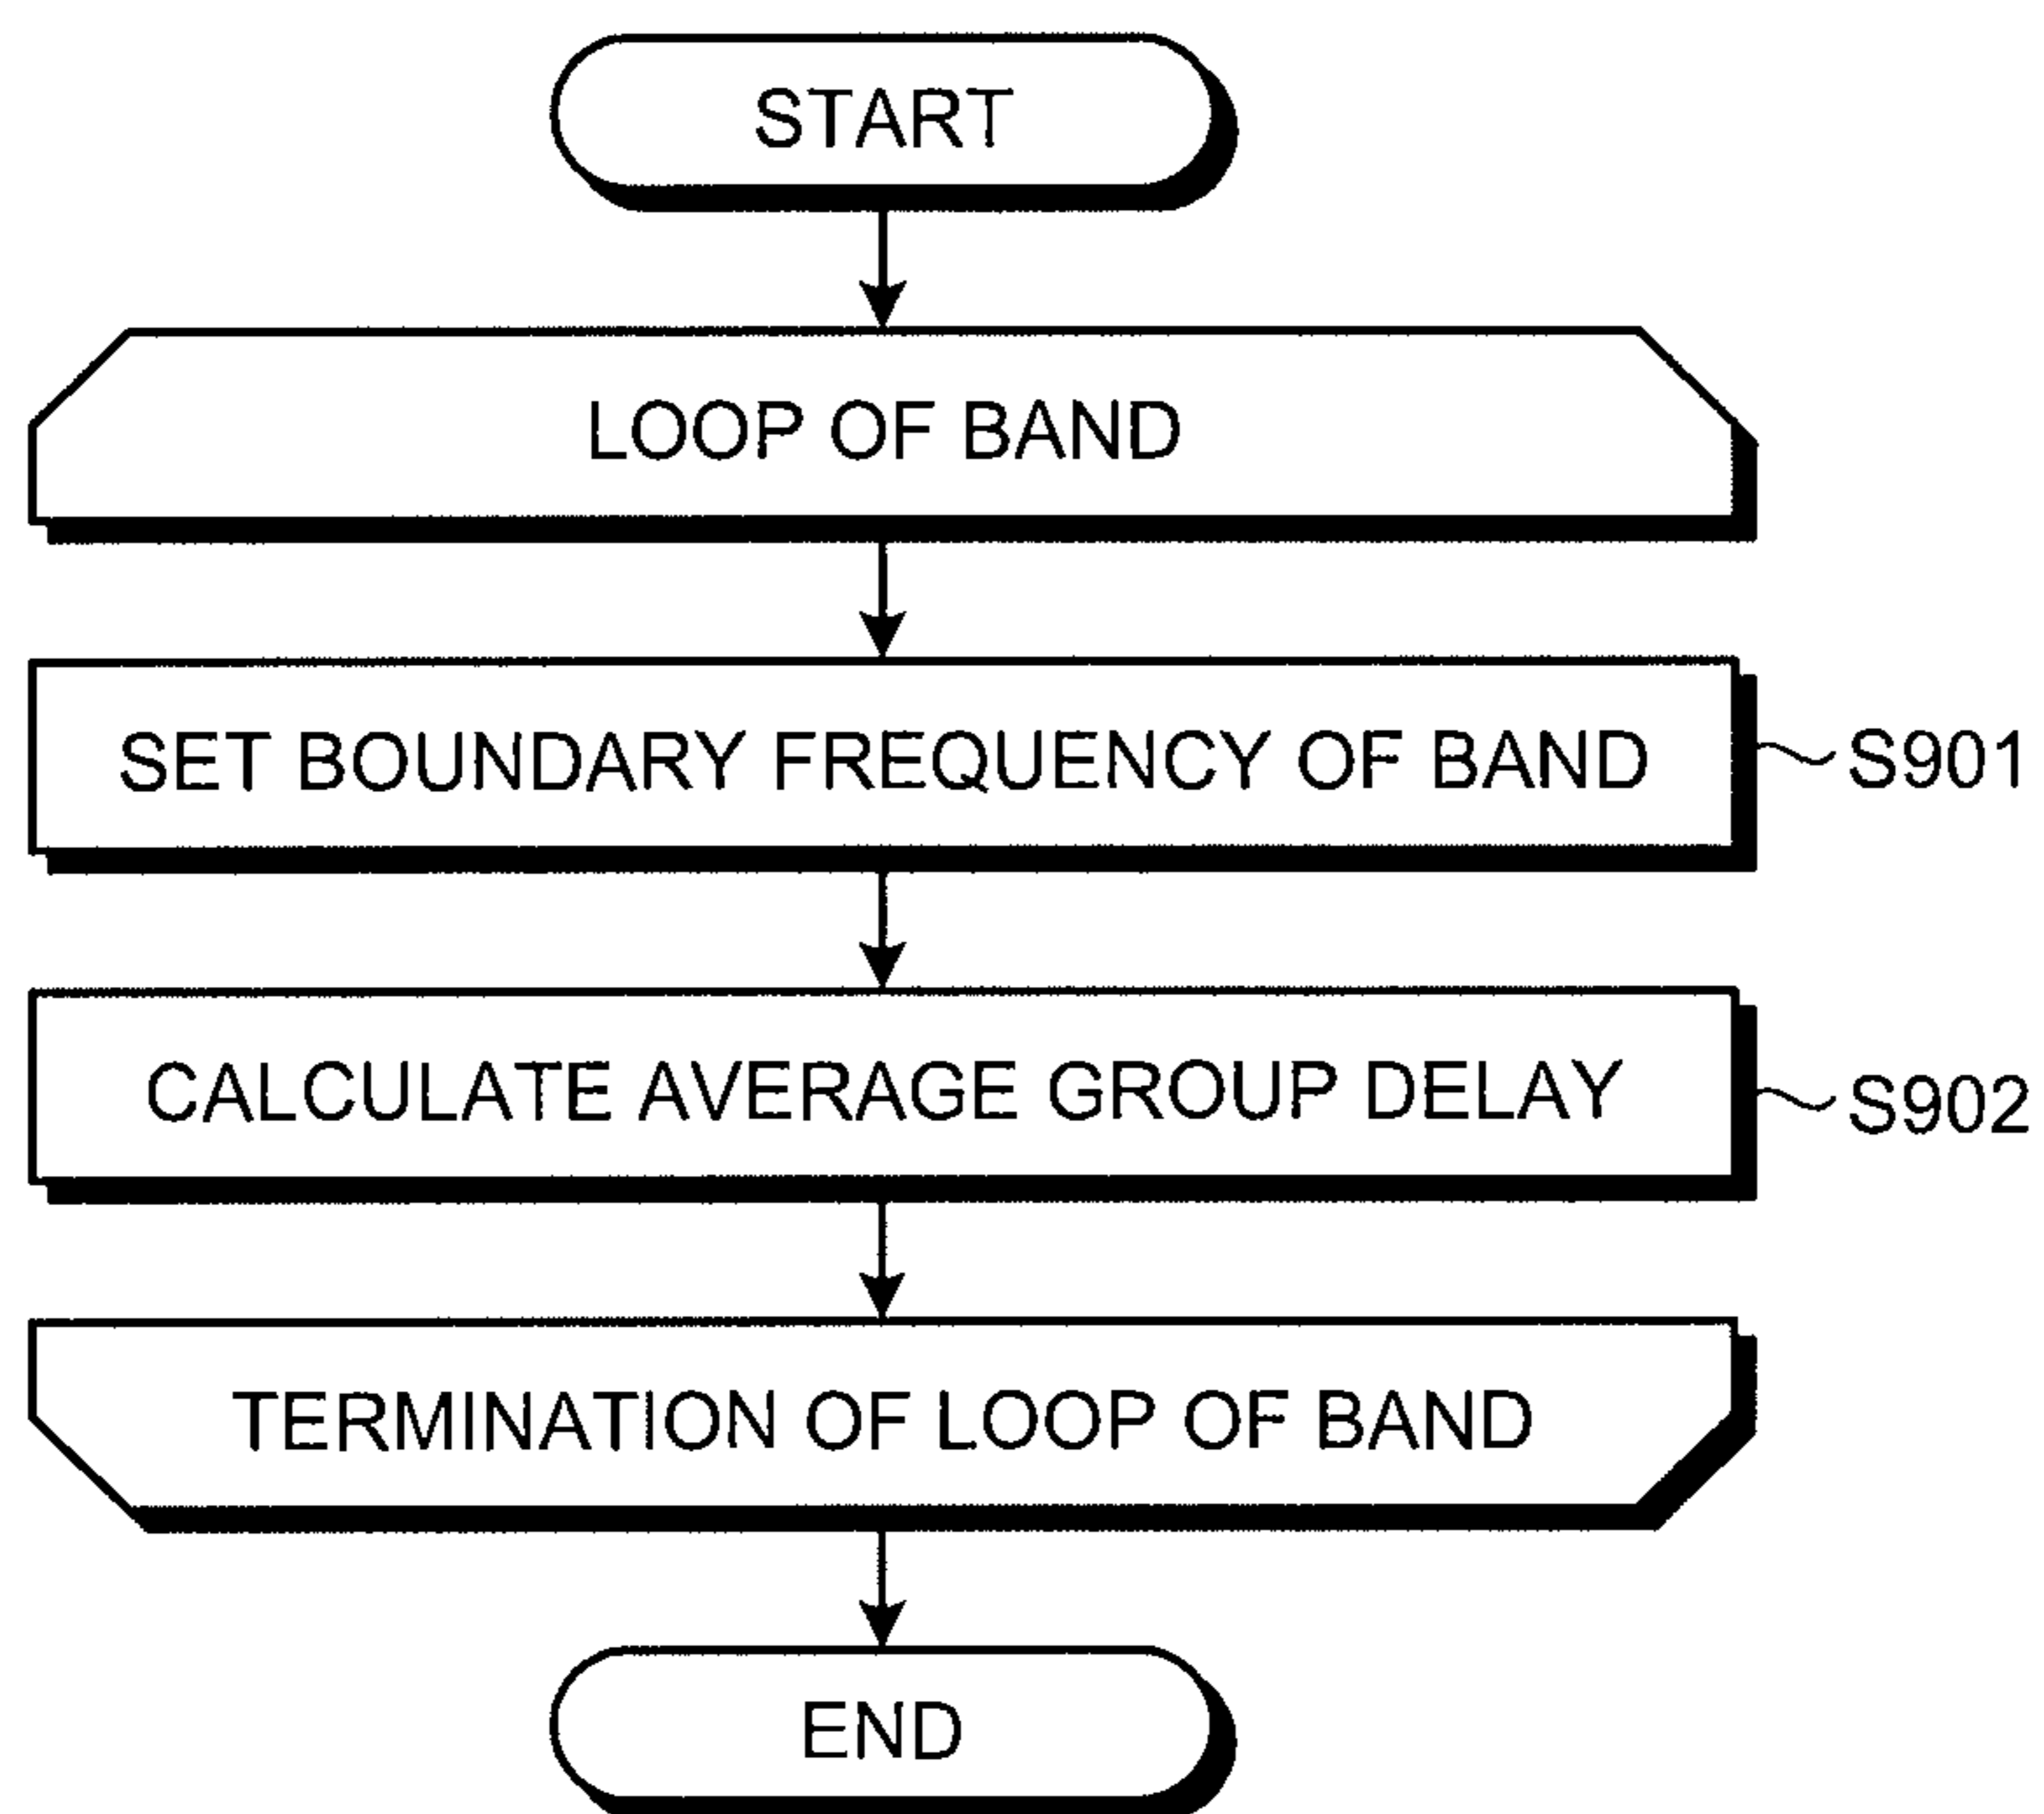 START
LOOP OF BAND
SET BOUNDARY FREQUENCY OF BAND
S901
CALCULATE AVERAGE GROUP DELAY
S902
TERMINATION OF LOOP OF BAND
END